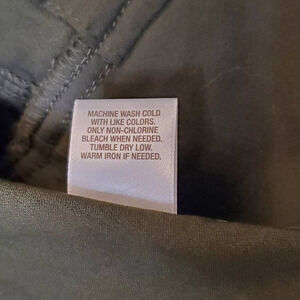 MACHINE WASH COLD
WITH LIKE COLORS.
ONLY NON-CHLORINE
BLEACH WHEN NEEDED.
TUMBLE DRY LOW.
WARM IRON IF NEEDED.